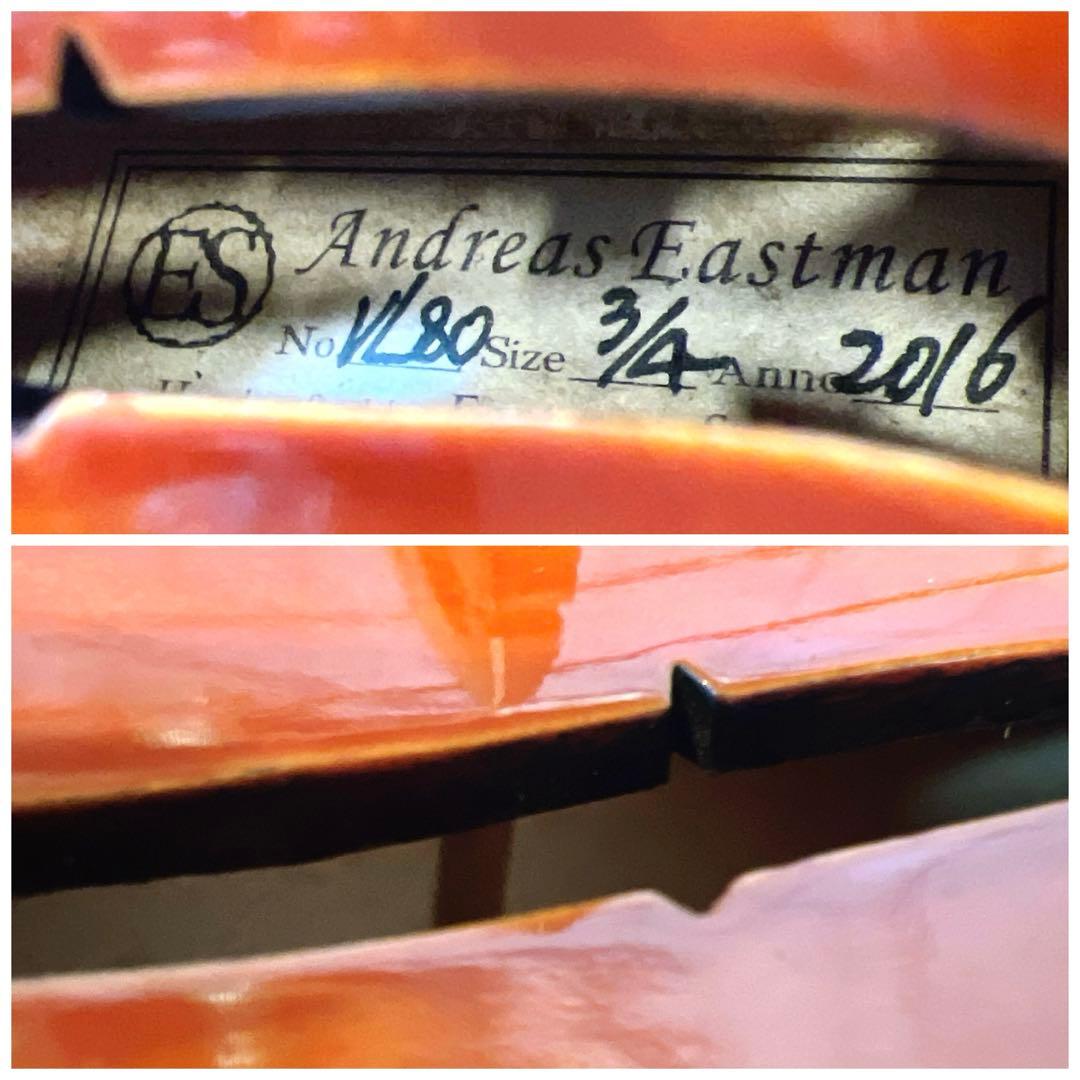 ES Andreas Eastman
No VL80 Size 3/4 Anno 2016